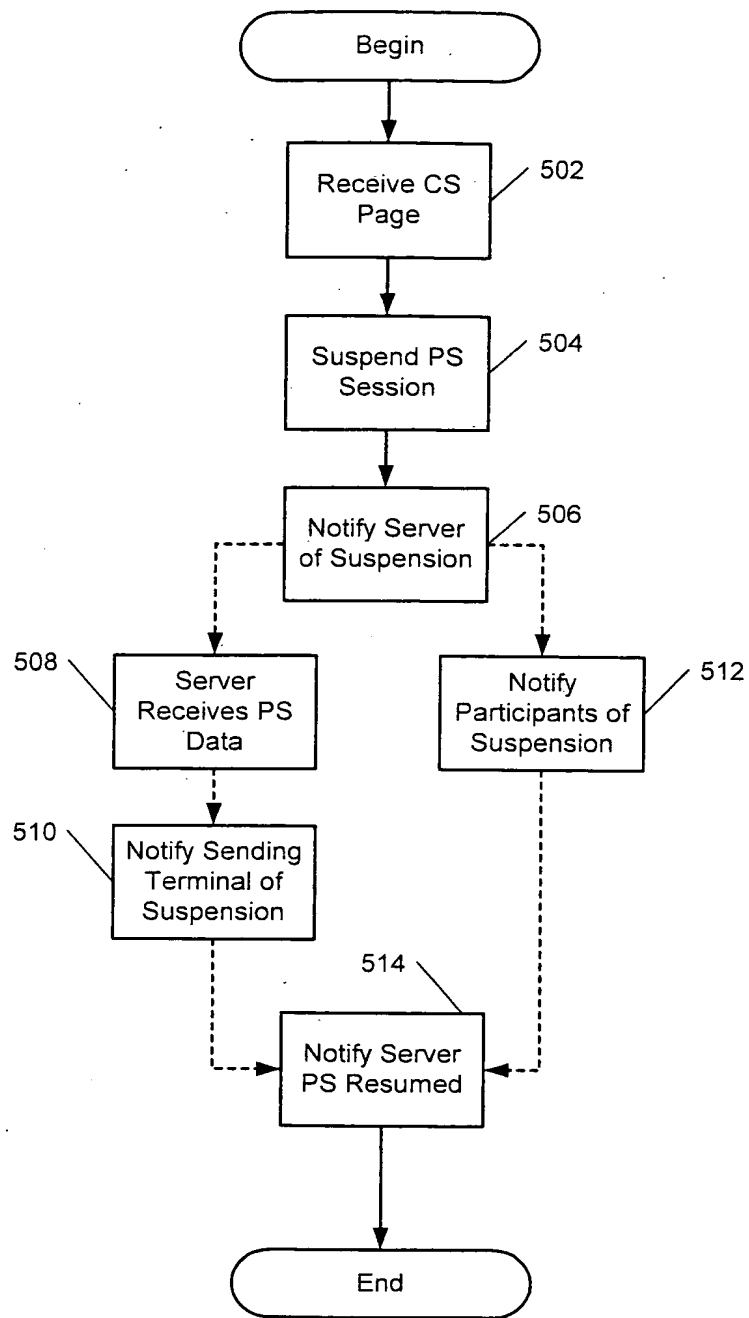 Begin
Receive CS
Page
502
Suspend PS
Session
504
Notify Server
of Suspension
506
508
Server
Receives PS
Data
Notify
Participants of
Suspension
512
510
Notify Sending
Terminal of
Suspension
514
Notify Server
PS Resumed
End